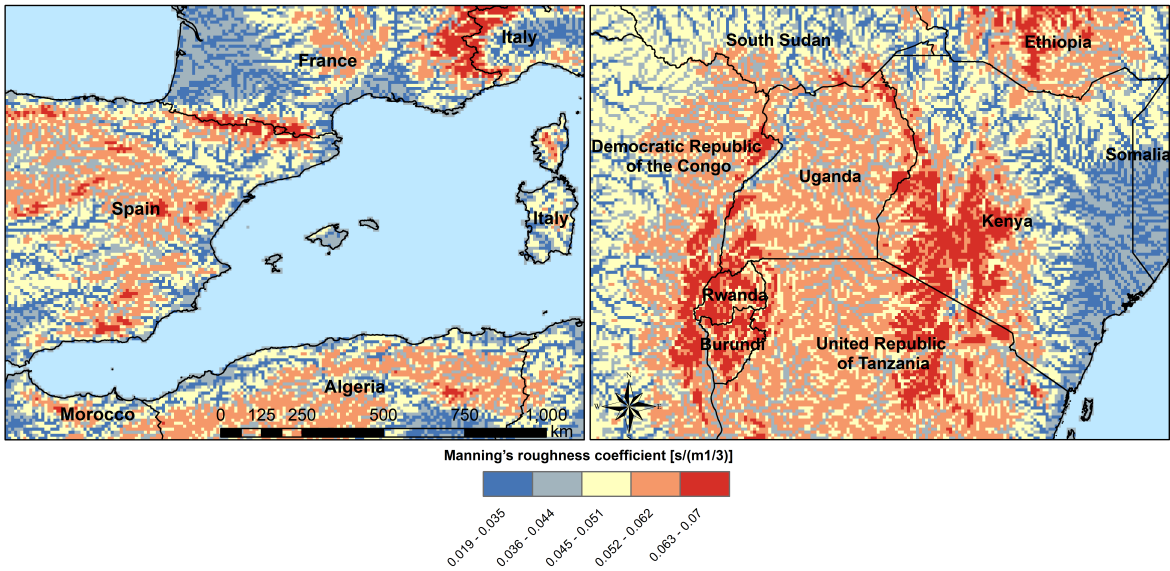 France
Italy
Spain
Italy
Algeria
Morocco
0 125 250 500 750 1 000
km
South Sudan
Ethiopia
Democratic Republic
of the Congo
Uganda
Somalia
Kenya
Rwanda
Burundi
United Republic
of Tanzania
N
W E
S
Manning's roughness coefficient [s/(m1/3)]
0.019 - 0.035
0.036 - 0.044
0.045 - 0.051
0.052 - 0.062
0.063 - 0.07